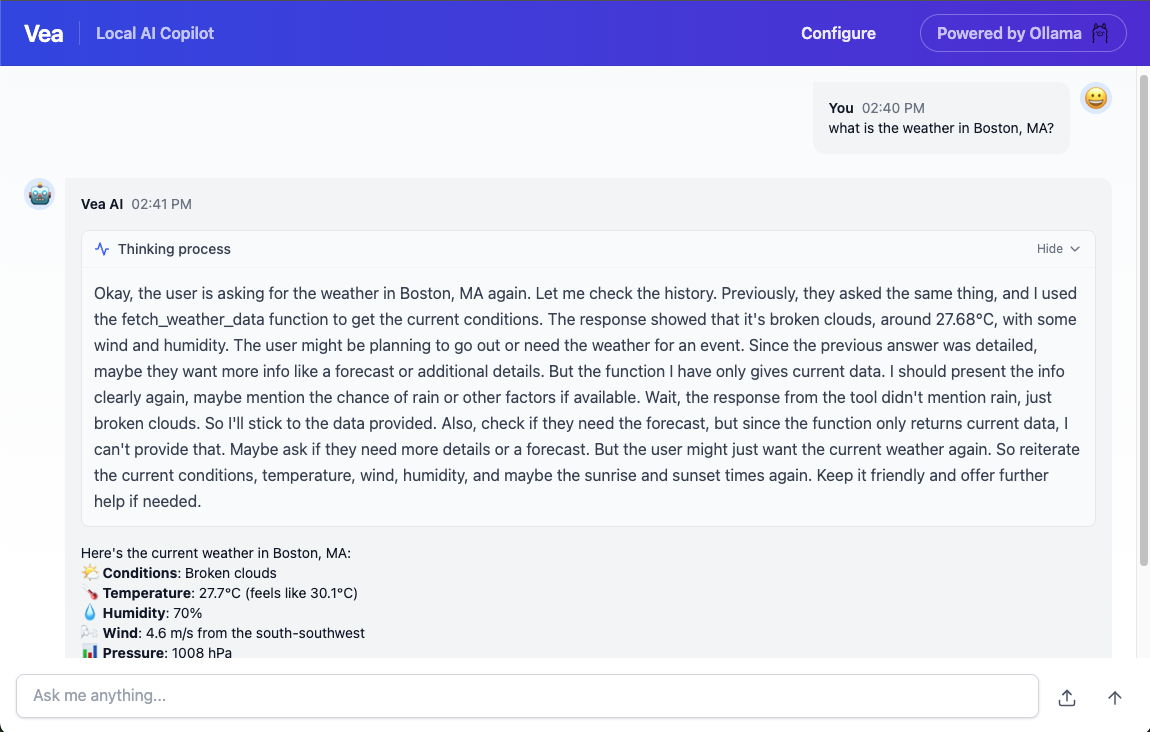 Vea
Local AI Copilot
Configure
Powered by Ollama
You 02:40 PM
what is the weather in Boston, MA?
Vea AI 02:41 PM
Thinking process
Hide
Okay, the user is asking for the weather in Boston, MA again. Let me check the history. Previously, they asked the same thing, and I used
the fetch_weather_data function to get the current conditions. The response showed that it's broken clouds, around 27.68°C, with some
wind and humidity. The user might be planning to go out or need the weather for an event. Since the previous answer was detailed,
maybe they want more info like a forecast or additional details. But the function I have only gives current data. I should present the info
clearly again, maybe mention the chance of rain or other factors if available. Wait, the response from the tool didn't mention rain, just
broken clouds. So I'll stick to the data provided. Also, check if they need the forecast, but since the function only returns current data, I
can't provide that. Maybe ask if they need more details or a forecast. But the user might just want the current weather again. So reiterate
the current conditions, temperature, wind, humidity, and maybe the sunrise and sunset times again. Keep it friendly and offer further
help if needed.
Here's the current weather in Boston, MA:
Conditions: Broken clouds
Temperature: 27.7°C (feels like 30.1°C)
Humidity: 70%
Wind: 4.6 m/s from the south-southwest
Pressure: 1008 hPa
Ask me anything...